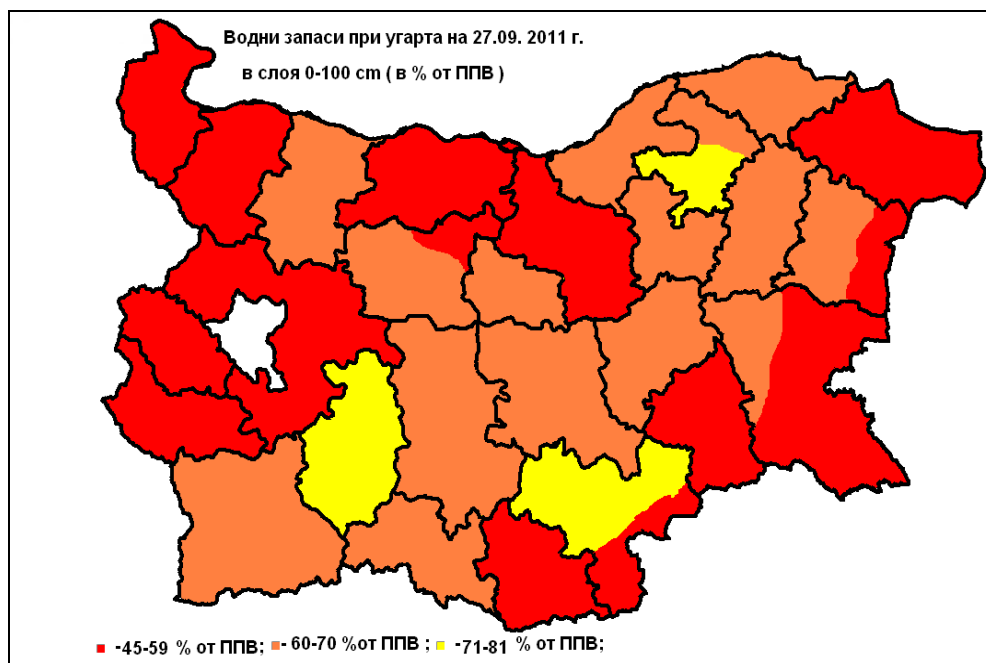 Водни запаси при угарта на 27.09. 2011 г.
в слоя 0-100 cm ( в % от ППВ )
-45-59 % от ППВ; - 60-70 %от ППВ ; -71-81 % от ППВ;